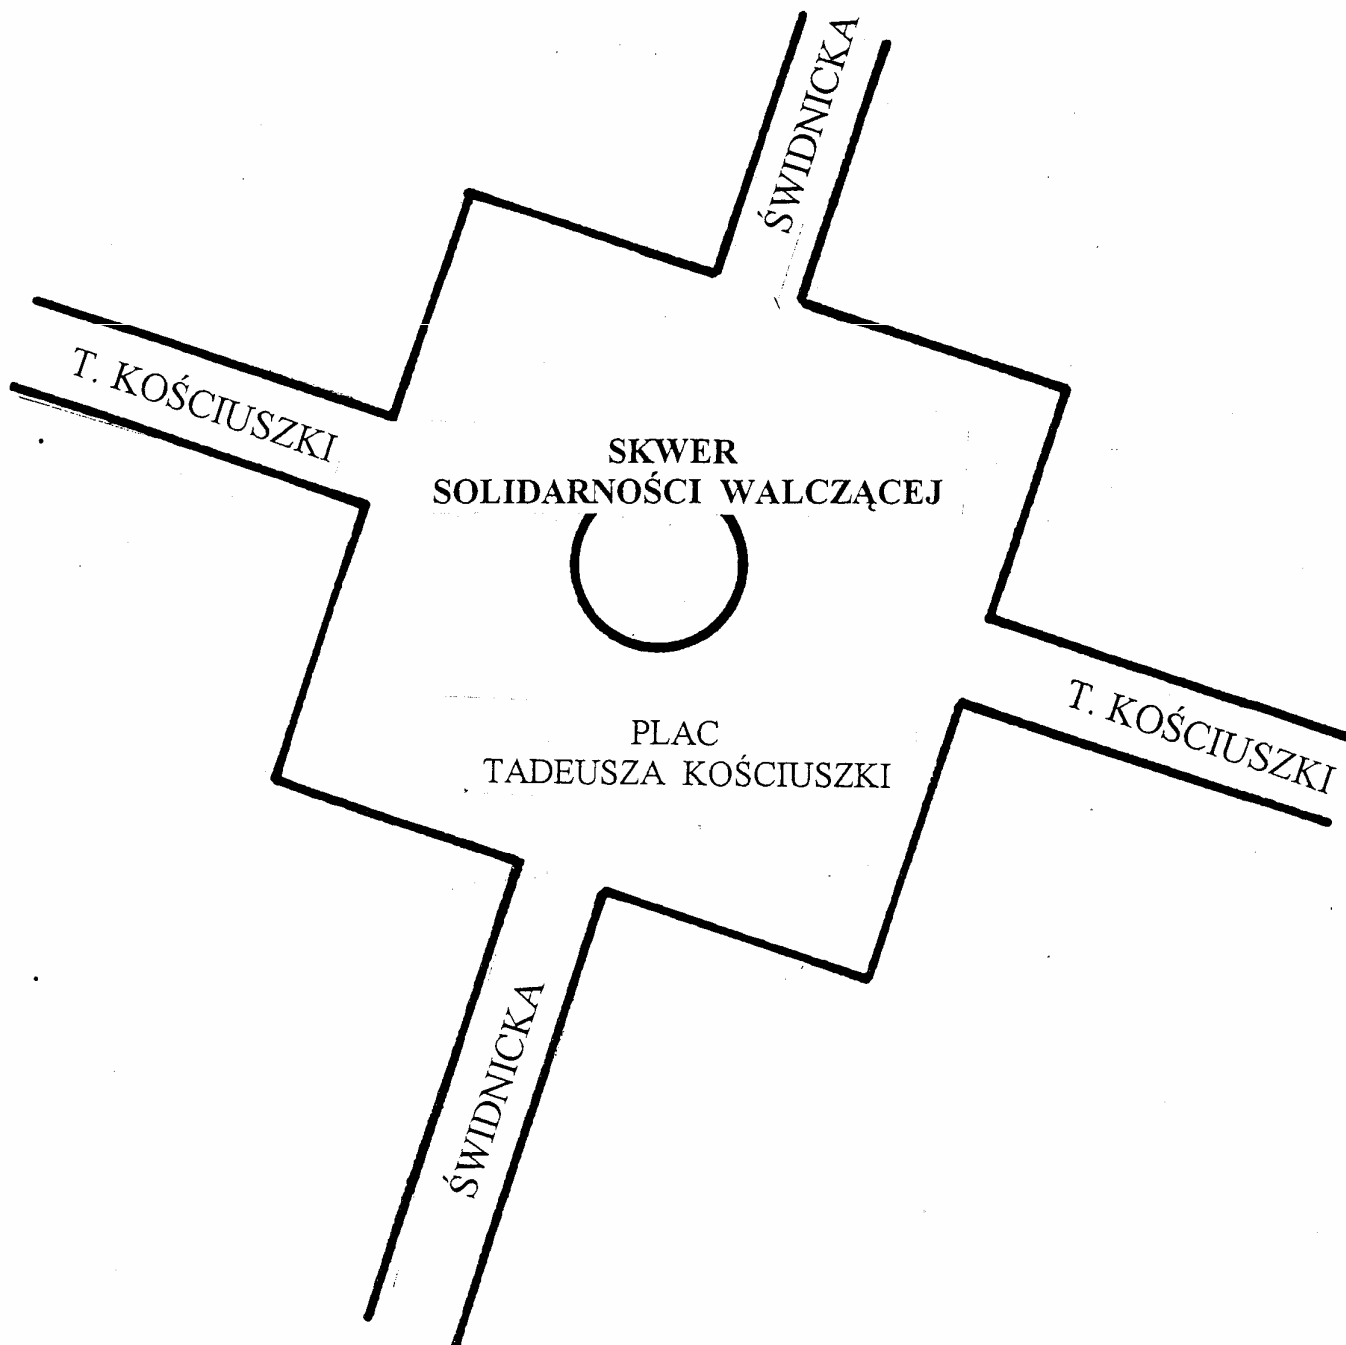 ŚWIDNICKA
T. KOŚCIUSZKI
SKWER
SOLIDARNOŚCI WALCZĄCEJ
T. KOŚCIUSZKI
PLAC
TADEUSZA KOŚCIUSZKI
ŚWIDNICKA